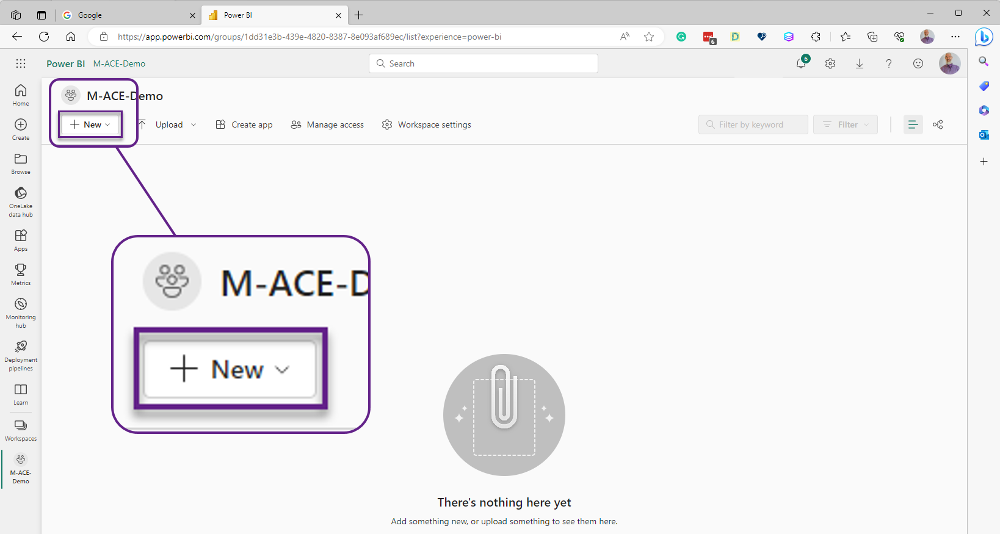 Google
Power BI
https://app.powerbi.com/groups/1dd31e3b-439e-4820-8387-8e093af689ec/list?experience=power-bi
6
Power BI M-ACE-Demo
Search
6
M-ACE-Demo
New
Upload
Create app
Manage access
Workspace settings
Filter by keyword
Filter
Home
Create
Browse
OneLake
data hub
Apps
Metrics
Monitoring
hub
Deployment
pipelines
Learn
Workspaces
M-ACE-
Demo
M-ACE-D
New
There's nothing here yet
Add something new, or upload something to see them here.